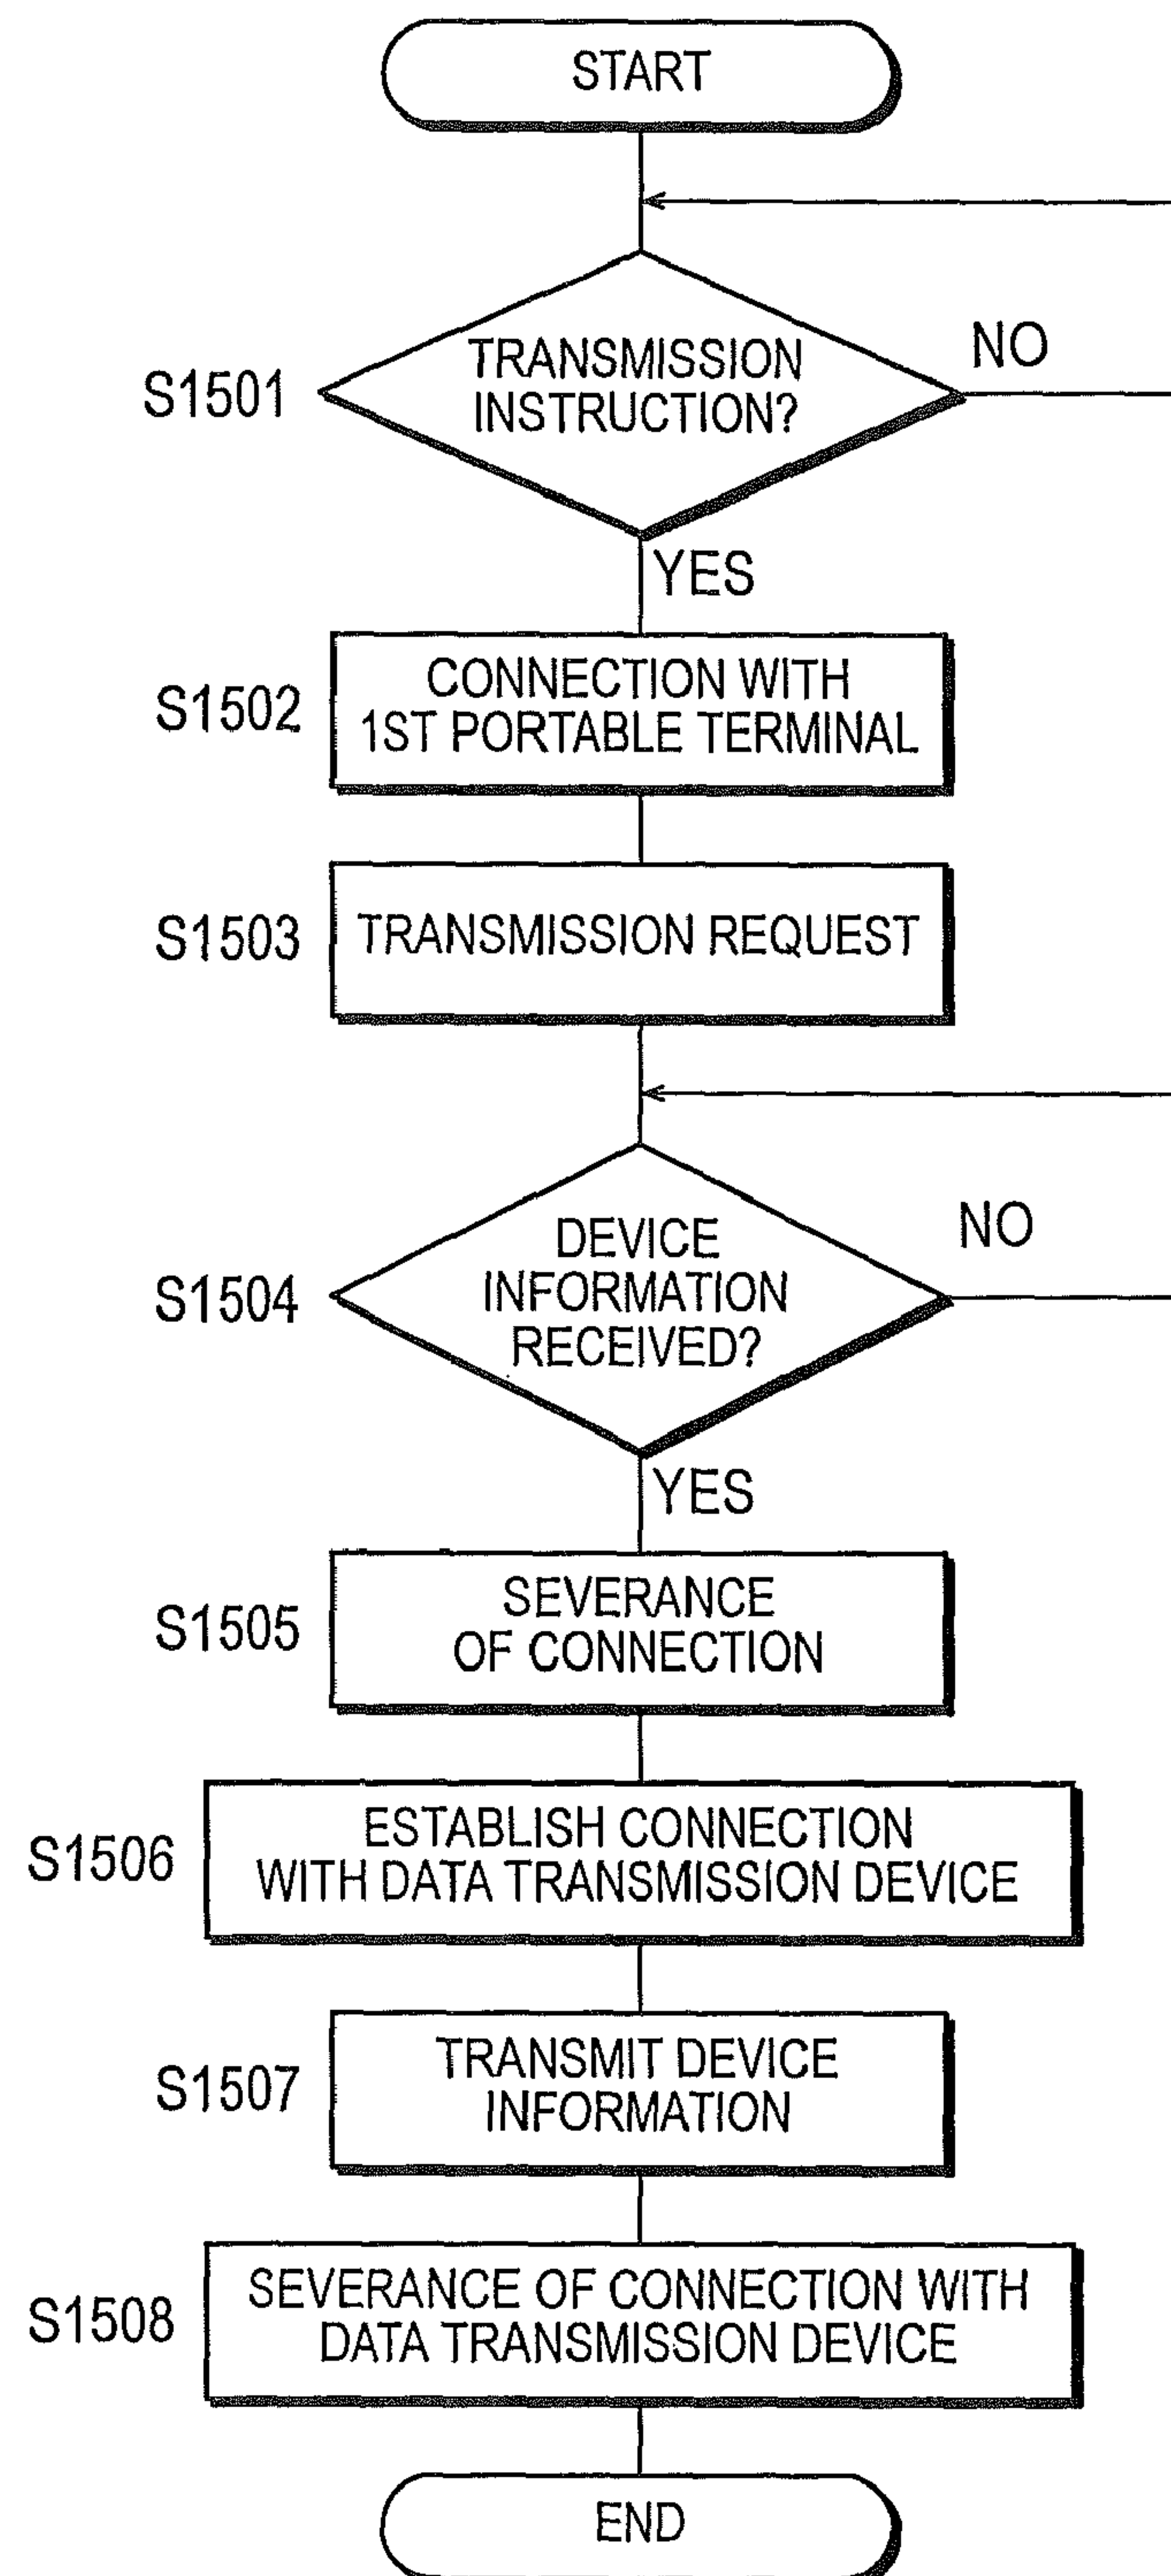 START
TRANSMISSION
INSTRUCTION?
NO
S1501
YES
CONNECTION WITH
1ST PORTABLE TERMINAL
S1502
TRANSMISSION REQUEST
S1503
DEVICE
INFORMATION
RECEIVED?
NO
S1504
YES
SEVERANCE
OF CONNECTION
S1505
ESTABLISH CONNECTION
WITH DATA TRANSMISSION DEVICE
S1506
TRANSMIT DEVICE
INFORMATION
S1507
SEVERANCE OF CONNECTION WITH
DATA TRANSMISSION DEVICE
S1508
END